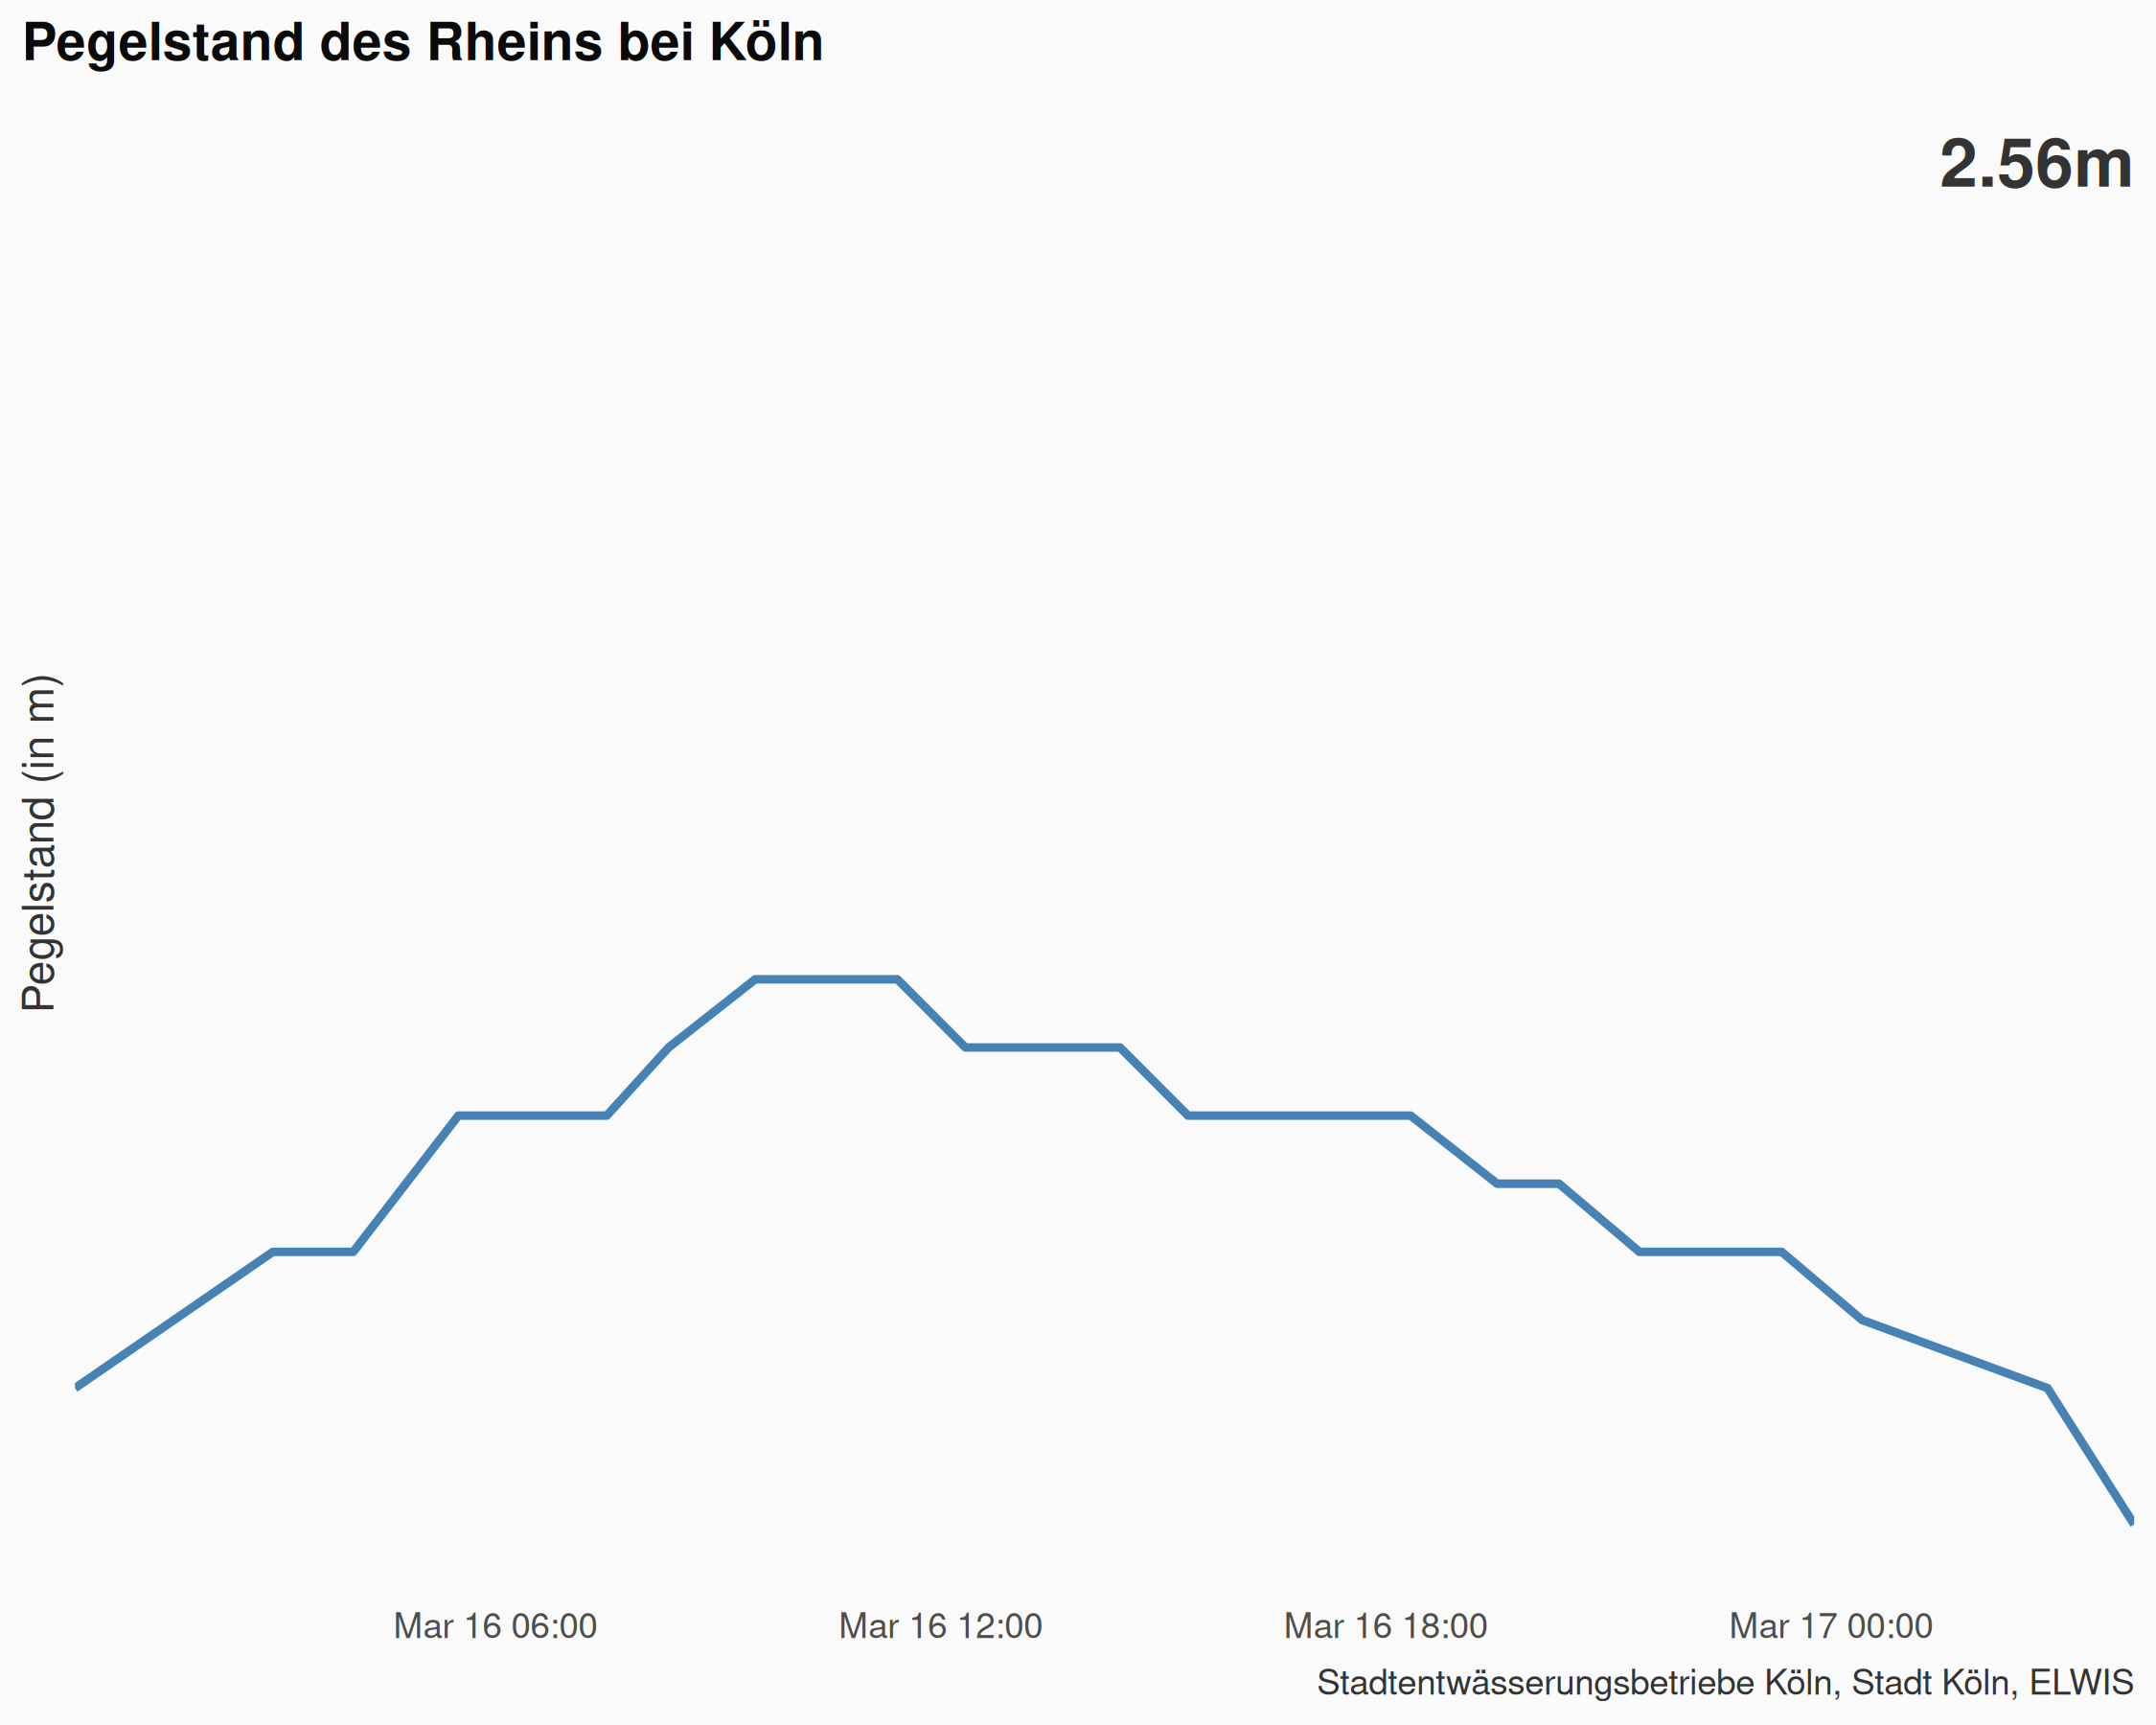 Pegelstand des Rheins bei Köln
2.56m
Pegelstand (in m)
Mar 16 06:00
Mar 16 12:00
Mar 16 18:00
Mar 17 00:00
Stadtentwässerungsbetriebe Köln, Stadt Köln, ELWIS